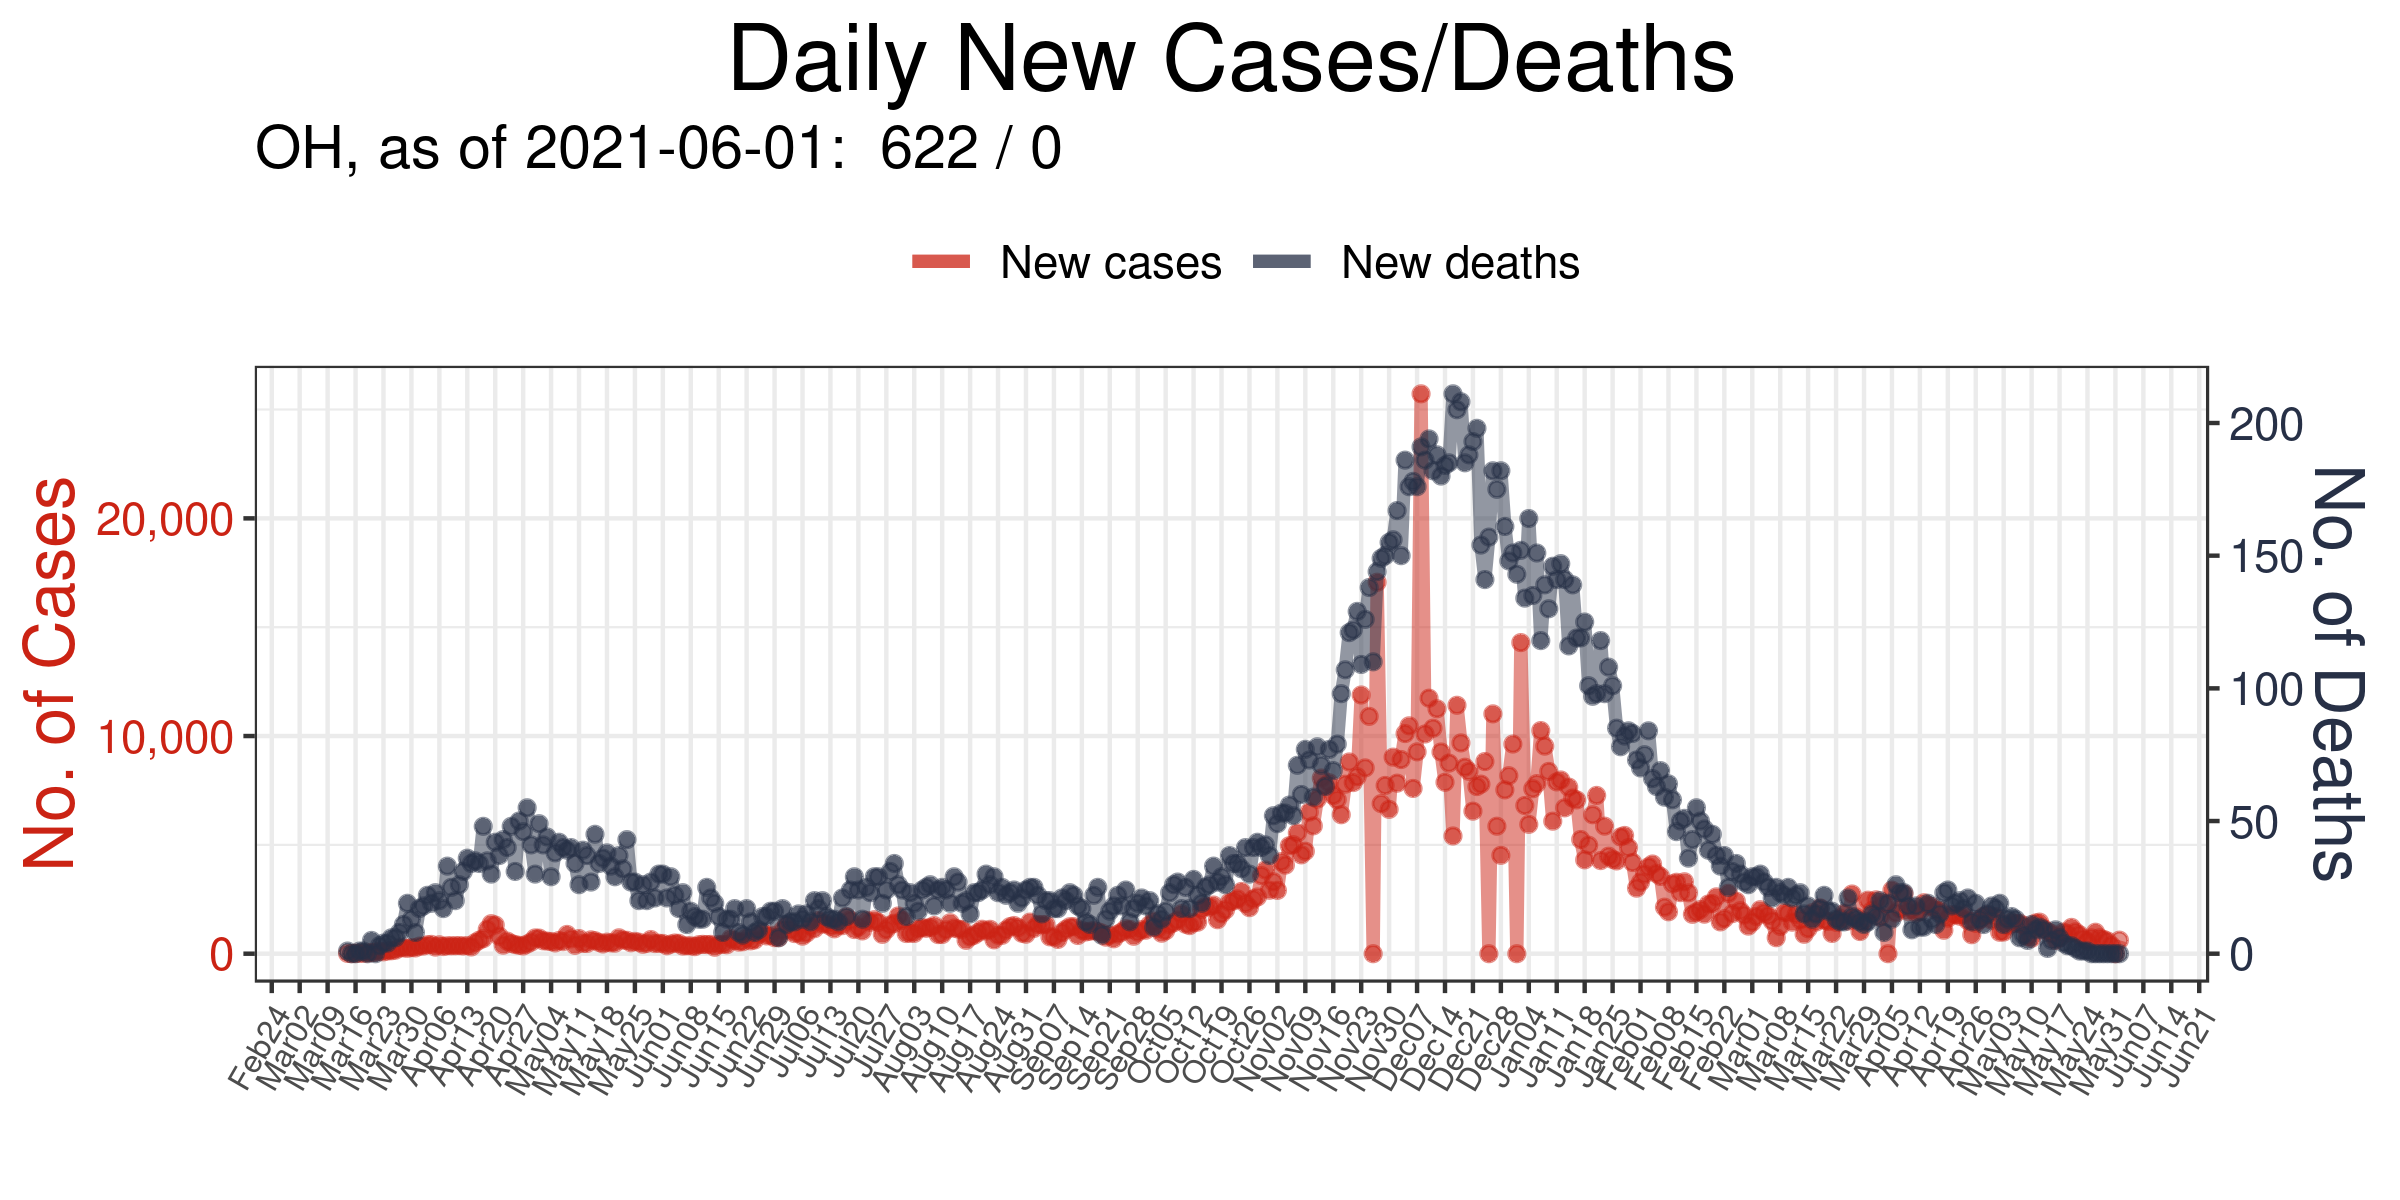 Daily New Cases/Deaths
OH, as of 2021-06-01:  622 / 0
New cases New deaths
No. of Cases
20,000
10,000
0
200
150
100
50
0
No. of Deaths
Feb24 Mar02 Mar09 Mar16 Mar23 Mar30 Apr06 Apr13 Apr20 Apr27 May04 May11 May18 May25 Jun01 Jun08 Jun15 Jun22 Jun29 Jul06 Jul13 Jul20 Jul27 Aug03 Aug10 Aug17 Aug24 Aug31 Sep07 Sep14 Sep21 Sep28 Oct05 Oct12 Oct19 Oct26 Nov02 Nov09 Nov16 Nov23 Nov30 Dec07 Dec14 Dec21 Dec28 Jan04 Jan11 Jan18 Jan25 Feb01 Feb08 Feb15 Feb22 Mar01 Mar08 Mar15 Mar22 Mar29 Apr05 Apr12 Apr19 Apr26 May03 May10 May17 May24 May31 Jun07 Jun14 Jun21